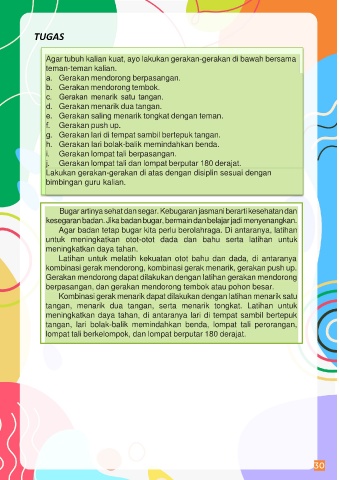 TUGAS
Agar tubuh kalian kuat, ayo lakukan gerakan-gerakan di bawah bersama
teman-teman kalian.
a. Gerakan mendorong berpasangan.
b. Gerakan mendorong tembok.
c. Gerakan menarik satu tangan.
d. Gerakan menarik dua tangan.
e. Gerakan saling menarik tongkat dengan teman.
f. Gerakan push up.
g. Gerakan lari di tempat sambil bertepuk tangan.
h. Gerakan lari bolak-balik memindahkan benda.
i. Gerakan lompat tali berpasangan.
j. Gerakan lompat tali dan lompat berputar 180 derajat.
Lakukan gerakan-gerakan di atas dengan disiplin sesuai dengan
bimbingan guru kalian,
Bugar artinya sehat dan segar. Kebugaran jasmani berarti kesehatan dan
kesegaran badan. Jika badan bugar, bermain dan belajar jadi menyenangkan.
Agar badan tetap bugar kita perlu berolahraga. Di antaranya, latihan
untuk meningkatkan otot-otot dada dan bahu serta latihan untuk
meningkatkan daya tahan.
Latihan untuk melatih kekuatan otot bahu dan dada, di antaranya
kombinasi gerak mendorong, kombinasi gerak menarik, gerakan push up.
Gerakan mendorong dapat dilakukan dengan latihan gerakan mendorong
berpasangan, dan gerakan mendorong tembok atau pohon besar.
Kombinasi gerak menarik dapat dilakukan dengan latihan menarik satu
tangan, menarik dua tangan, serta menarik tongkat. Latihan untuk
meningkatkan daya tahan, di antaranya lari di tempat sambil bertepuk
tangan, lari bolak-balik memindahkan benda, lompat tali perorangan,
lompat tali berkelompok, dan lompat berputar 180 derajat.
30